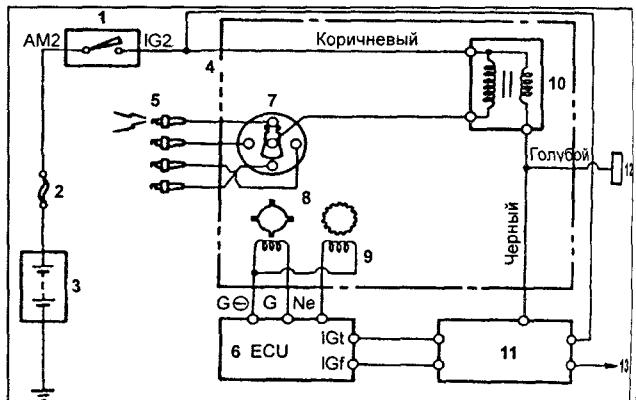 1
AM2 IG2
4
Коричневый
5
7
10
2
Голубой
12
8
Черный
3
9
G⊖ G Ne
6 ECU
IGt
IGf
11
13